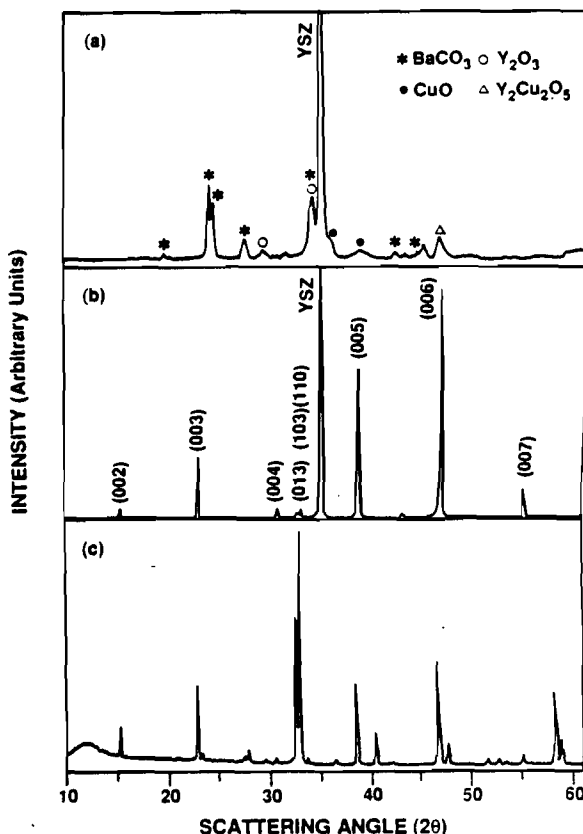 INTENSITY (Arbitrary Units)
(a)
YSZ
* BaCO₃ ○ Y₂O₃
● CuO △ Y₂Cu₂O₅
* * * * * ○ * ○ ● ● * * △
(b)
YSZ
(002)
(003)
(004)
(013)
(103)(110)
(005)
(006)
(007)
(c)
10 20 30 40 50 60
SCATTERING ANGLE (2θ)